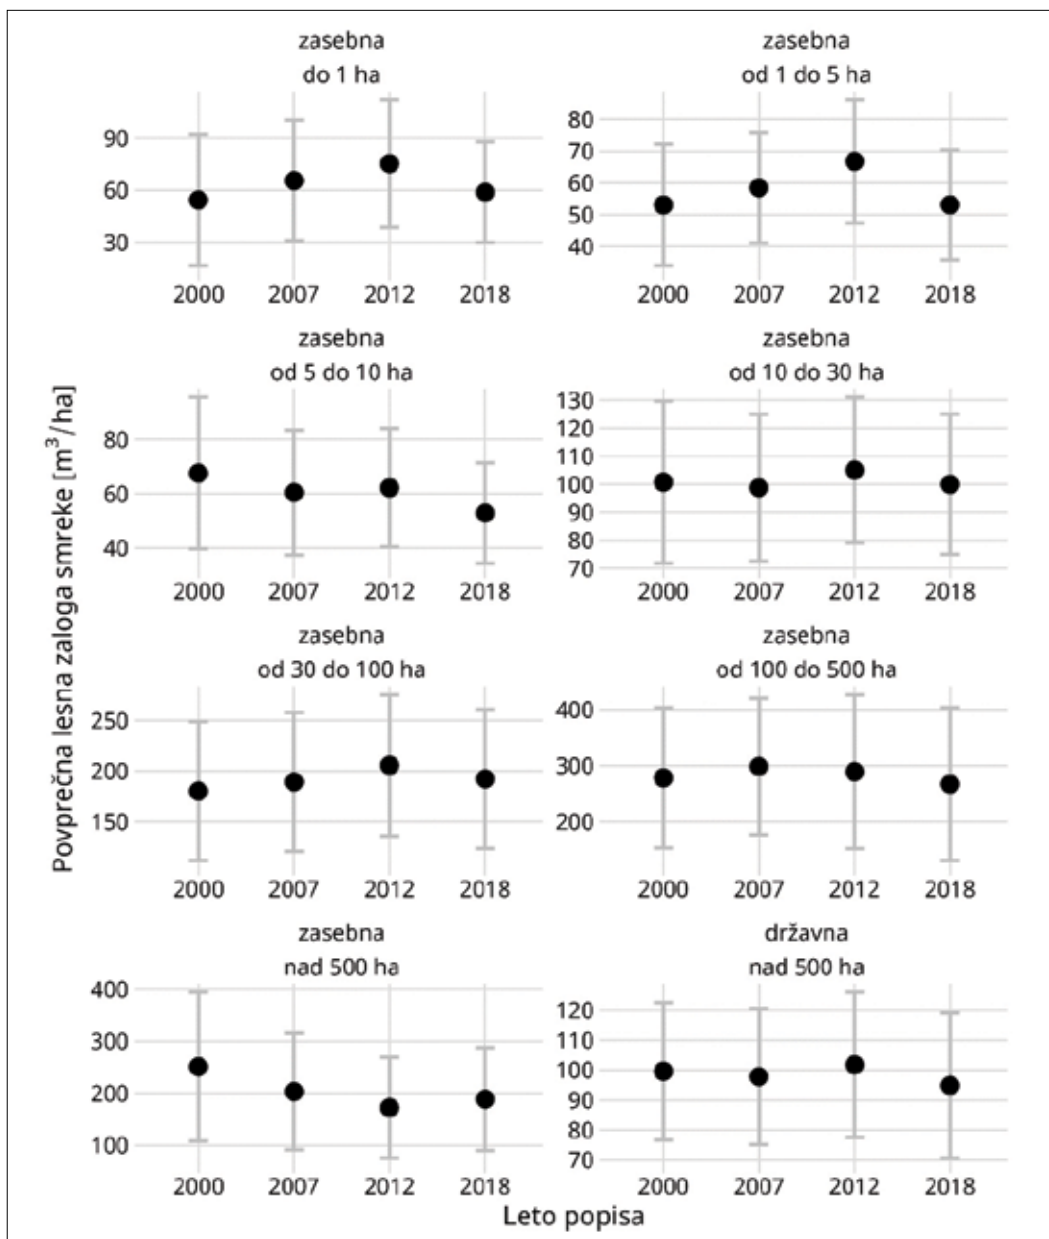 zasebna
do 1 ha
90
60
30
2000 2007 2012 2018
zasebna
od 1 do 5 ha
80
70
60
50
40
2000 2007 2012 2018
zasebna
od 5 do 10 ha
80
60
40
2000 2007 2012 2018
zasebna
od 10 do 30 ha
130
120
110
100
90
80
70
2000 2007 2012 2018
zasebna
od 30 do 100 ha
250
200
150
2000 2007 2012 2018
zasebna
od 100 do 500 ha
400
300
200
2000 2007 2012 2018
zasebna
nad 500 ha
400
300
200
100
2000 2007 2012 2018
državna
nad 500 ha
120
110
100
90
80
70
2000 2007 2012 2018
Povprečna lesna zaloga smreke [m³/ha]
Leto popisa